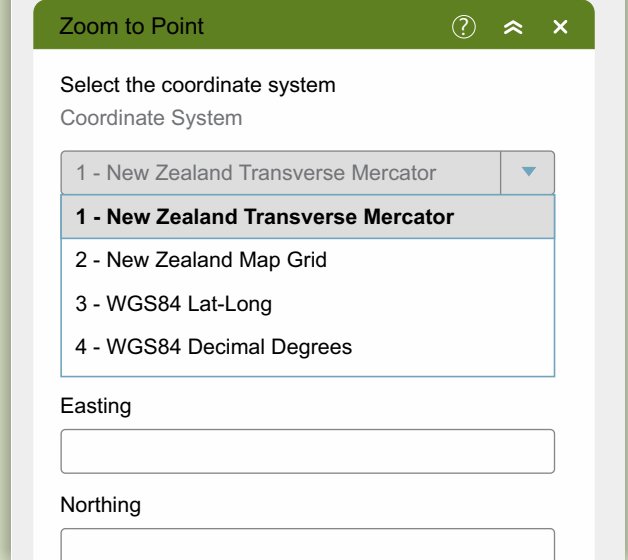 Zoom to Point
Select the coordinate system
Coordinate System
1 - New Zealand Transverse Mercator
1 - New Zealand Transverse Mercator
2 - New Zealand Map Grid
3 - WGS84 Lat-Long
4 - WGS84 Decimal Degrees
Easting
Northing